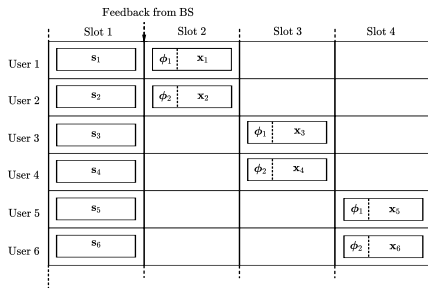 Feedback from BS
Slot 1 Slot 2 Slot 3 Slot 4
User 1 s₁ ϕ₁ x₁
User 2 s₂ ϕ₂ x₂
User 3 s₃ ϕ₁ x₃
User 4 s₄ ϕ₂ x₄
User 5 s₅ ϕ₁ x₅
User 6 s₆ ϕ₂ x₆